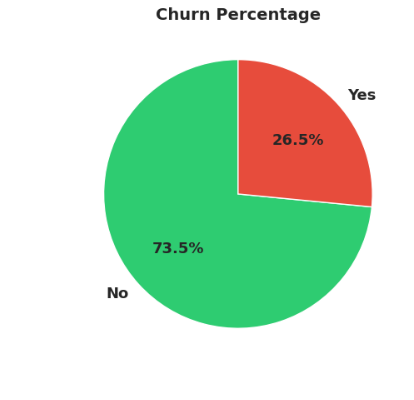 Churn Percentage
Yes
26.5%
73.5%
No